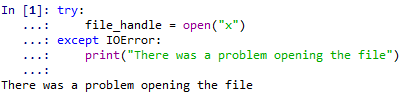 In [1]: try:
   ...:     file_handle = open("x")
   ...: except IOError:
   ...:     print("There was a problem opening the file")
   ...:
There was a problem opening the file